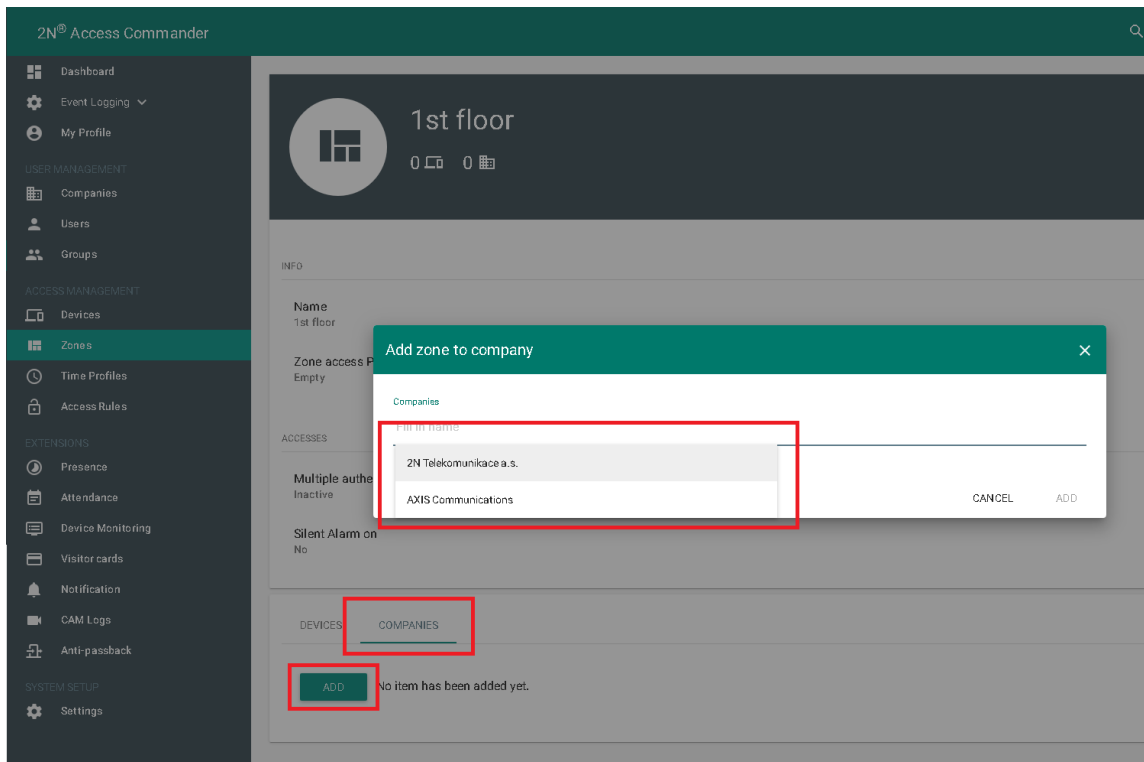 2N® Access Commander
Dashboard
Event Logging
My Profile
USER MANAGEMENT
Companies
Users
Groups
ACCESS MANAGEMENT
Devices
Zones
Time Profiles
Access Rules
EXTENSIONS
Presence
Attendance
Device Monitoring
Visitor cards
Notification
CAM Logs
Anti-passback
SYSTEM SETUP
Settings
1st floor
0 0
INFO
Name
1st floor
Zone access P
Empty
ACCESSES
Multiple authe
Inactive
Silent Alarm on
No
Add zone to company
Companies
Fill in name
2N Telekomunikace a.s.
AXIS Communications
CANCEL ADD
DEVICES COMPANIES
ADD No item has been added yet.